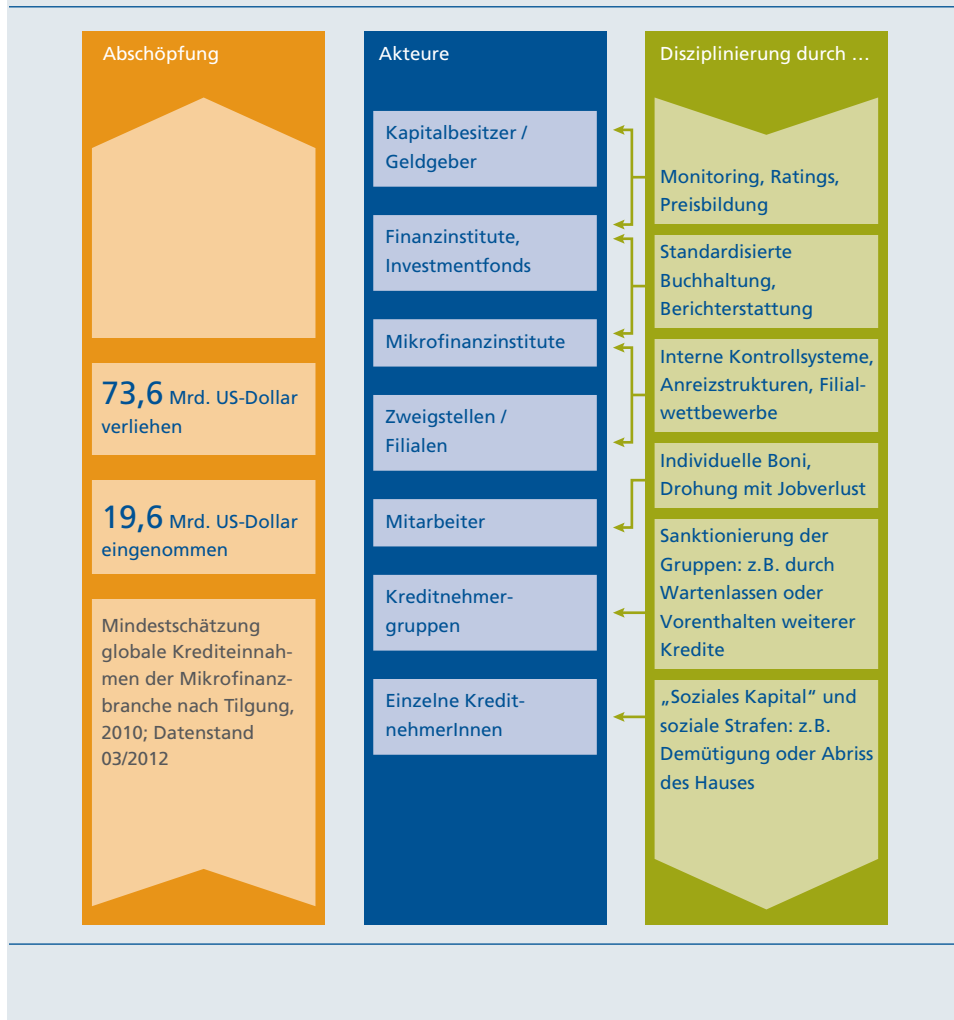 Abschöpfung
73,6 Mrd. US-Dollar
verliehen
19,6 Mrd. US-Dollar
eingenommen
Mindestschätzung
globale Krediteinnah-
men der Mikrofinanz-
branche nach Tilgung,
2010; Datenstand
03/2012
Akteure
Kapitalbesitzer /
Geldgeber
Finanzinstitute,
Investmentfonds
Mikrofinanzinstitute
Zweigstellen /
Filialen
Mitarbeiter
Kreditnehmer-
gruppen
Einzelne Kredit-
nehmerInnen
Disziplinierung durch …
Monitoring, Ratings,
Preisbildung
Standardisierte
Buchhaltung,
Berichterstattung
Interne Kontrollsysteme,
Anreizstrukturen, Filial-
wettbewerbe
Individuelle Boni,
Drohung mit Jobverlust
Sanktionierung der
Gruppen: z.B. durch
Wartenlassen oder
Vorenthalten weiterer
Kredite
„Soziales Kapital“ und
soziale Strafen: z.B.
Demütigung oder Abriss
des Hauses